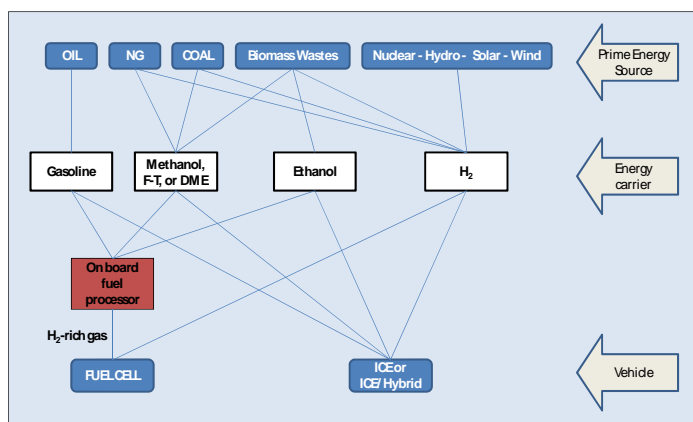 OIL NG COAL Biomass Wastes Nuclear - Hydro - Solar - Wind
Prime Energy
Source
Gasoline
Methanol,
F-T, or DME
Ethanol
H₂
Energy
carrier
On board
fuel
processor
H₂-rich gas
FUEL CELL
ICE or
ICE/ Hybrid
Vehicle